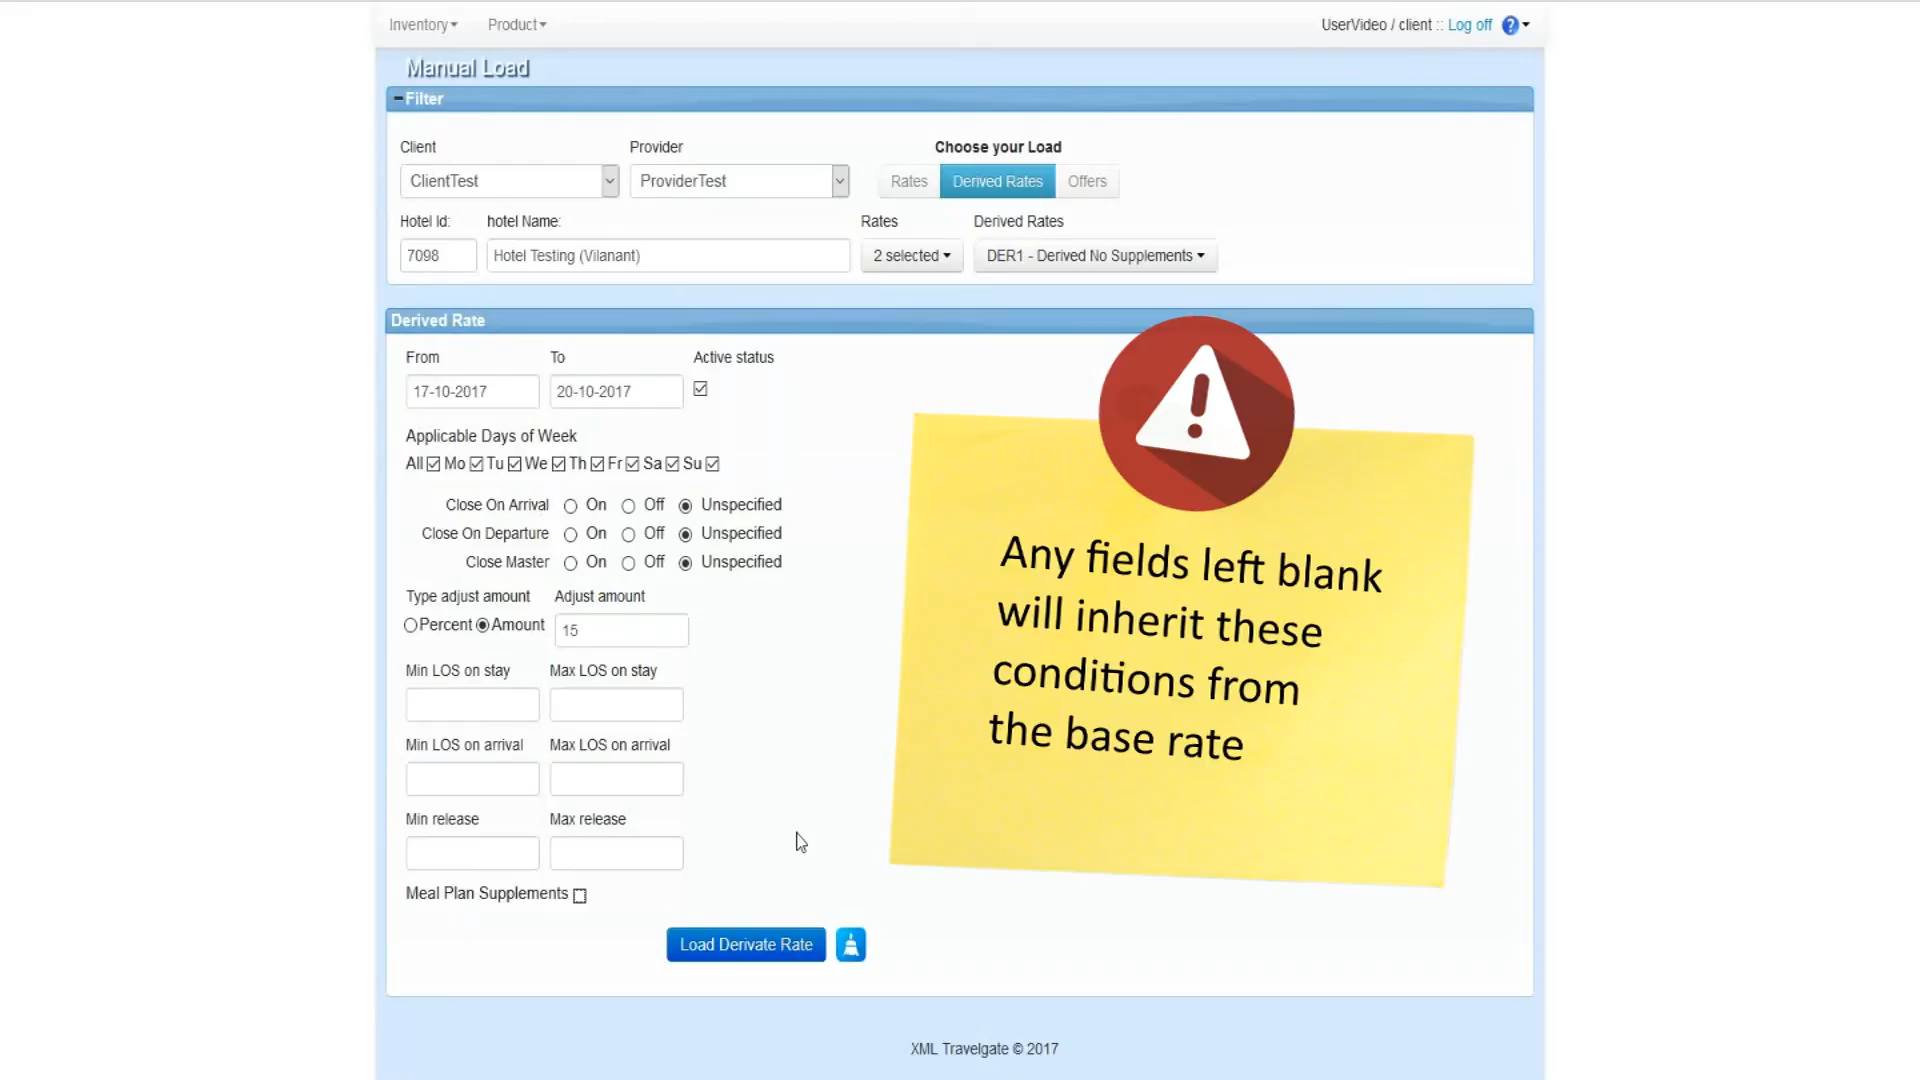 Inventory Product UserVideo / client :: Log off ?
Manual Load
Filter
Client Provider Choose your Load
ClientTest ProviderTest Rates Derived Rates Offers
Hotel Id: hotel Name: Rates Derived Rates
7098 Hotel Testing (Vilanant) 2 selected DER1 - Derived No Supplements
Derived Rate
From To Active status
17-10-2017 20-10-2017
Applicable Days of Week
All Mo Tu We Th Fr Sa Su
Close On Arrival On Off Unspecified
Close On Departure On Off Unspecified
Close Master On Off Unspecified
Type adjust amount Adjust amount
Percent Amount 15
Min LOS on stay Max LOS on stay
Min LOS on arrival Max LOS on arrival
Min release Max release
Meal Plan Supplements
Load Derivate Rate
Any fields left blank
will inherit these
conditions from
the base rate
XML Travelgate © 2017